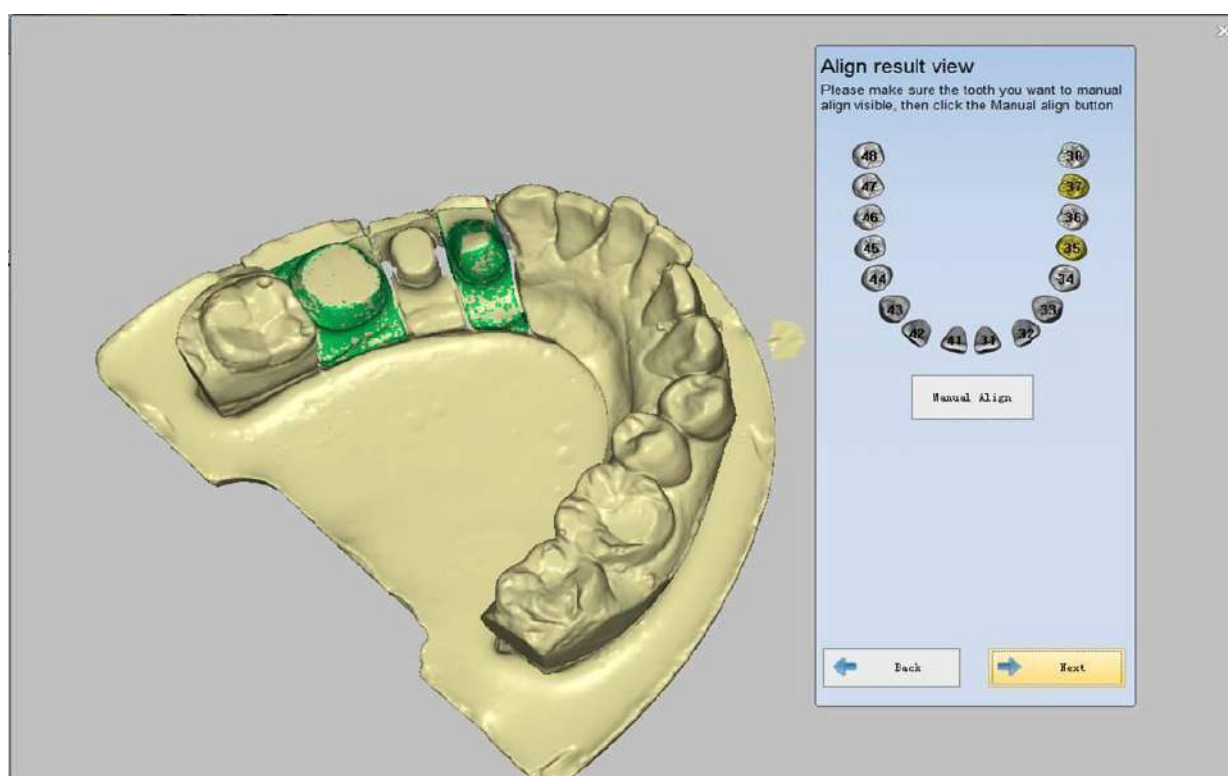 Align result view
Please make sure the tooth you want to manual
align visible, then click the Manual align button
48 38
47 37
46 36
45 35
44 34
43 33
42 32
41 31
Manual Align
Back Next